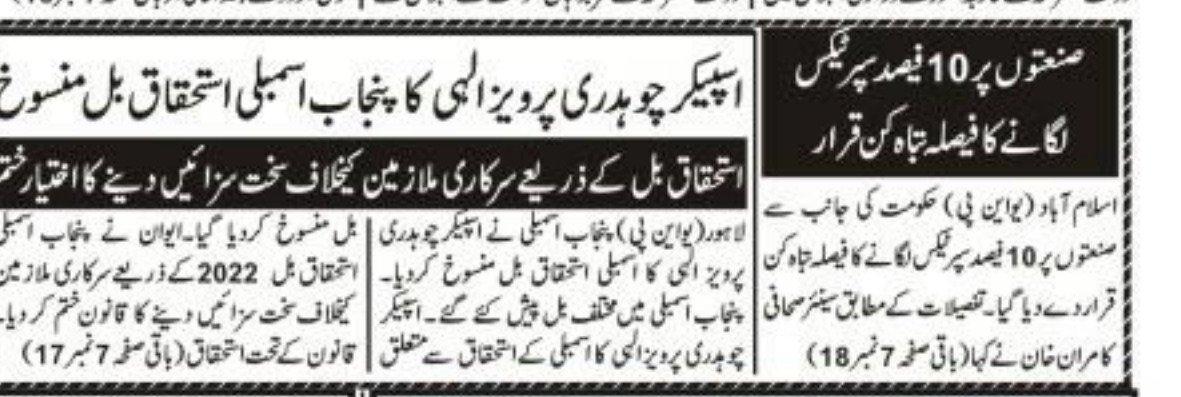 صنعتوں پر 10 فیصد سپر ٹیکس
لگانے کا فیصلہ تباہ کن قرار
اسلام آباد (یو این پی) حکومت کی جانب سے
صنعتوں پر 10 فیصد سپر ٹیکس لگانے کا فیصلہ تباہ کن
قرار دے دیا گیا۔ تفصیلات کے مطابق سینئر صحافی
کامران خان نے کہا (باقی صفحہ 7 نمبر 18)
اسپیکر چوہدری پرویز الٰہی کا پنجاب اسمبلی استحقاق بل منسوخ
استحقاق بل کے ذریعے سرکاری ملازمین کیخلاف سخت سزائیں دینے کا اختیار ختم
لاہور (یو این پی) پنجاب اسمبلی نے اسپیکر چوہدری
پرویز الٰہی کا اسمبلی استحقاق بل منسوخ کردیا۔
پنجاب اسمبلی میں مختلف بل پیش کئے گئے۔ اسپیکر
چوہدری پرویز الٰہی کا اسمبلی کے استحقاق سے متعلق
بل منسوخ کردیا گیا۔ ایوان نے پنجاب اسمبلی
استحقاق بل 2022 کے ذریعے سرکاری ملازمین
کیخلاف سخت سزائیں دینے کا قانون ختم کر دیا۔
قانون کے تحت استحقاق (باقی صفحہ 7 نمبر 17)